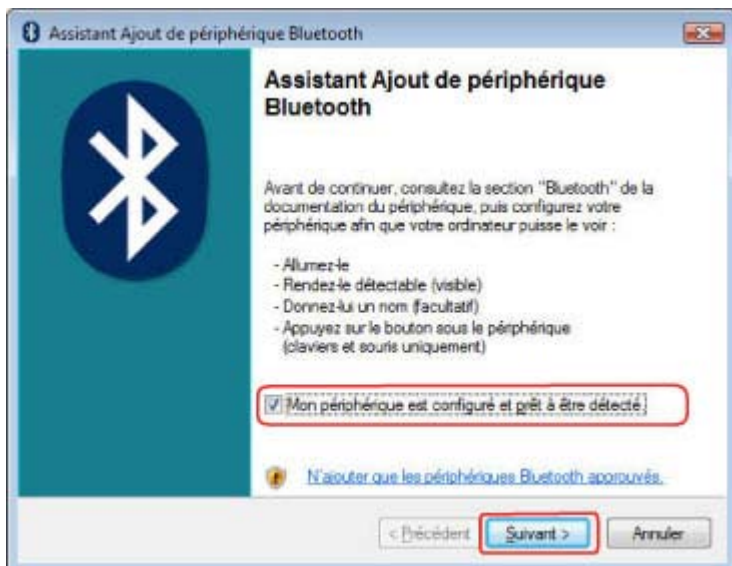 Assistant Ajout de périphérique Bluetooth
Assistant Ajout de périphérique
Bluetooth
Avant de continuer, consultez la section "Bluetooth" de la
documentation du périphérique, puis configurez votre
périphérique afin que votre ordinateur puisse le voir :
- Allumez-le
- Rendez-le détectable (visible)
- Donnez-lui un nom (facultatif)
- Appuyez sur le bouton sous le périphérique
(claviers et souris uniquement)
Mon périphérique est configuré et prêt à être détecté.
N'ajouter que les périphériques Bluetooth approuvés.
< Précédent Suivant > Annuler